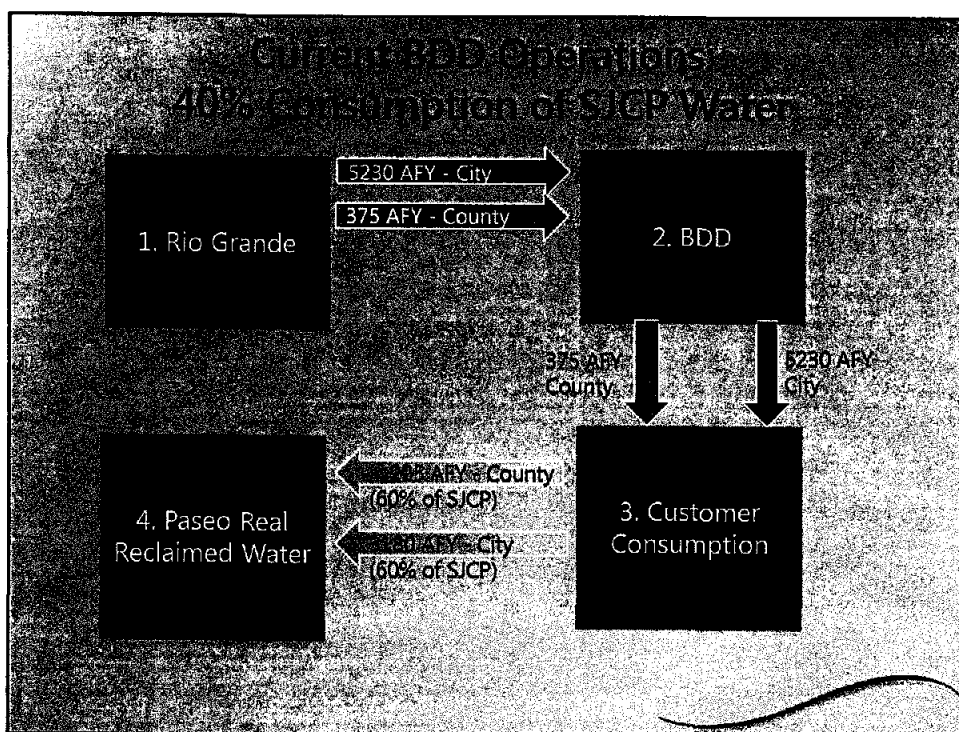 Current BDD Operations:
40% Consumption of SJCP Water
5230 AFY - City
375 AFY - County
1. Rio Grande
2. BDD
375 AFY
County
5230 AFY
City
AFY - County
(60% of SJCP)
AFY - City
(60% of SJCP)
4. Paseo Real
Reclaimed Water
3. Customer
Consumption